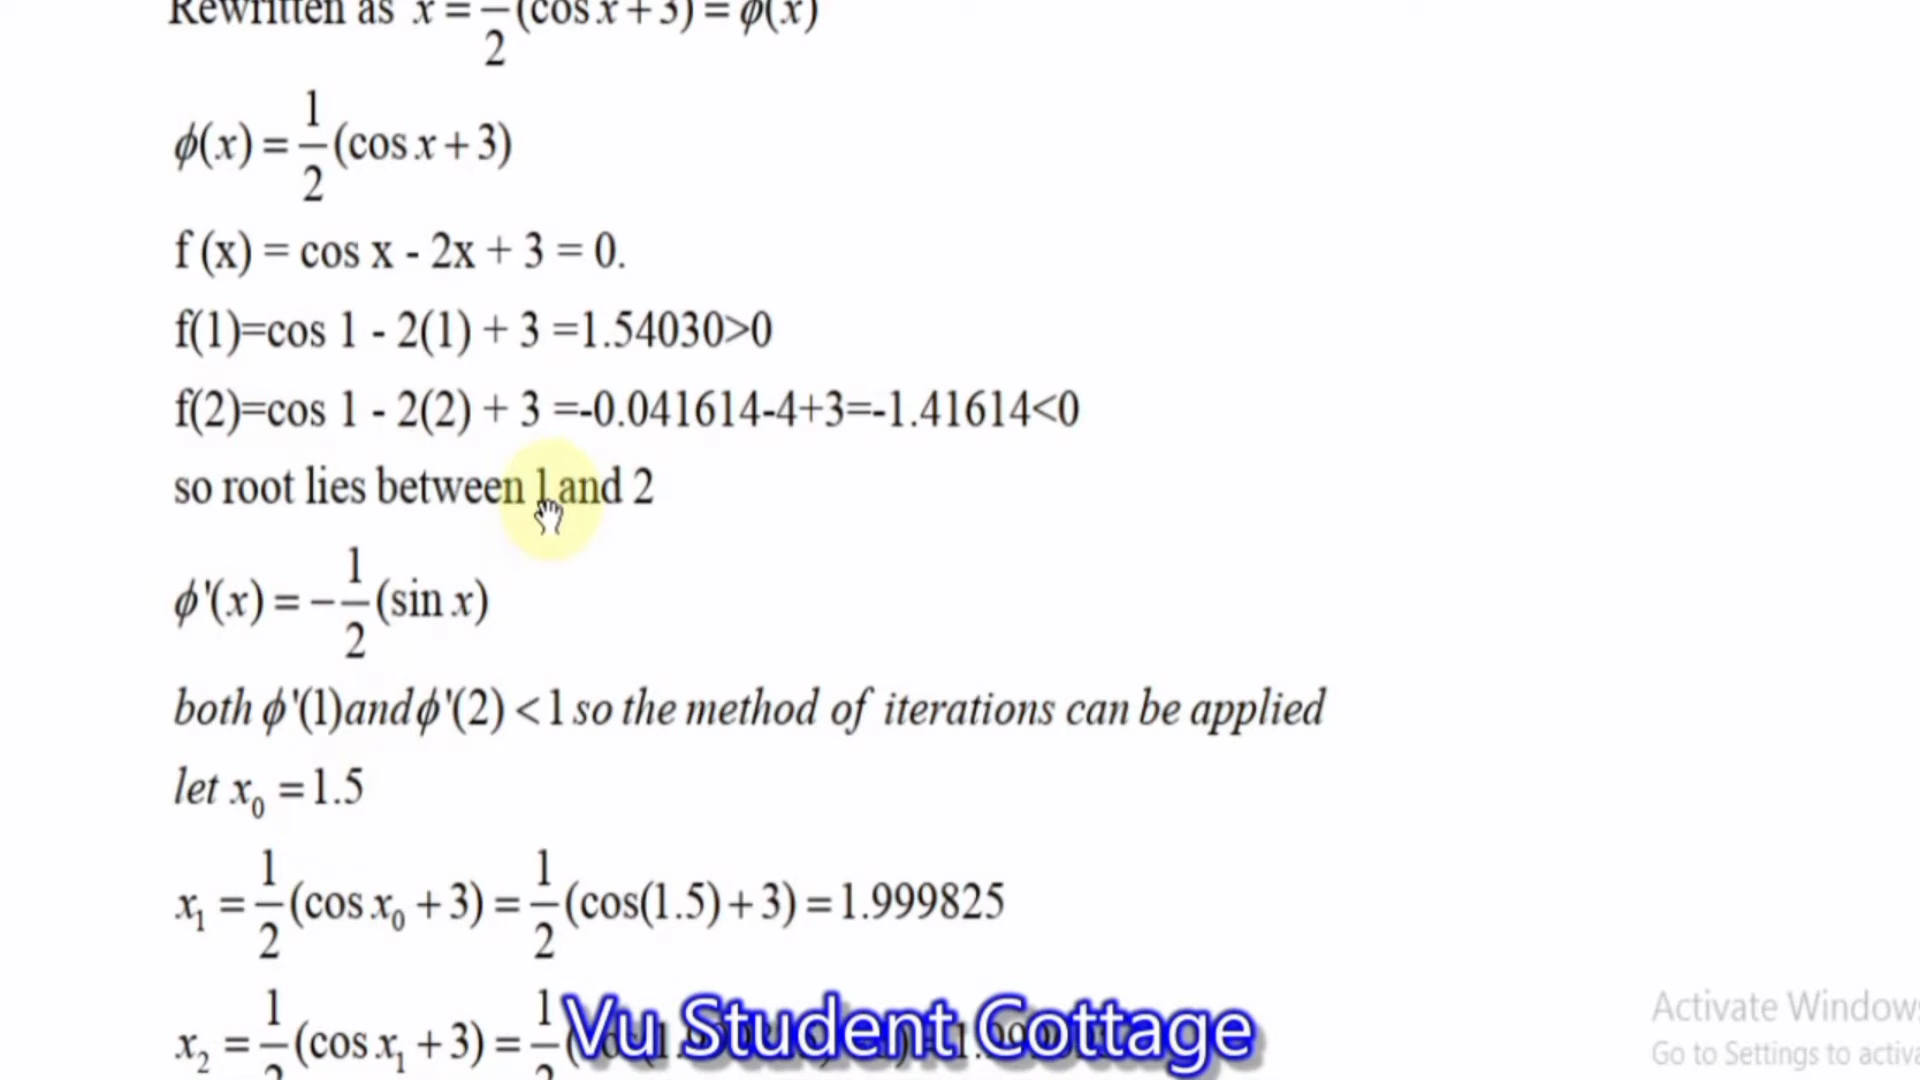 Rewritten as x = 1/2 (cos x + 3) = ϕ(x)
ϕ(x) = 1/2 (cos x + 3)
f (x) = cos x - 2x + 3 = 0.
f(1)=cos 1 - 2(1) + 3 =1.54030>0
f(2)=cos 1 - 2(2) + 3 =-0.041614-4+3=-1.41614<0
so root lies between 1 and 2
ϕ'(x) = −1/2 (sin x)
both ϕ'(1) and ϕ'(2) < 1 so the method of iterations can be applied
let x₀ = 1.5
x₁ = 1/2 (cos x₀ + 3) = 1/2 (cos(1.5) + 3) = 1.999825
x₂ = 1/2 (cos x₁ + 3) = 1/2
Vu Student Cottage
Activate Windows
Go to Settings to activa